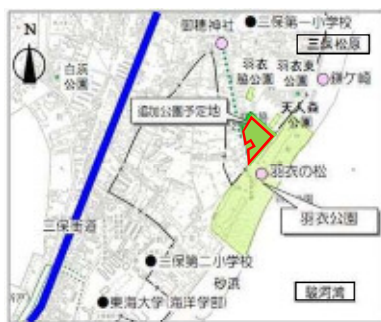 N
御穂神社
三保第一小学校
三保松原
白浜
公園
羽衣
脇公園
羽衣東
公園
鎌ケ崎
天人森
公園
追加公園予定地
羽衣の松
羽衣公園
三保街道
三保第二小学校
砂浜
東海大学(海洋学部)
駿河湾